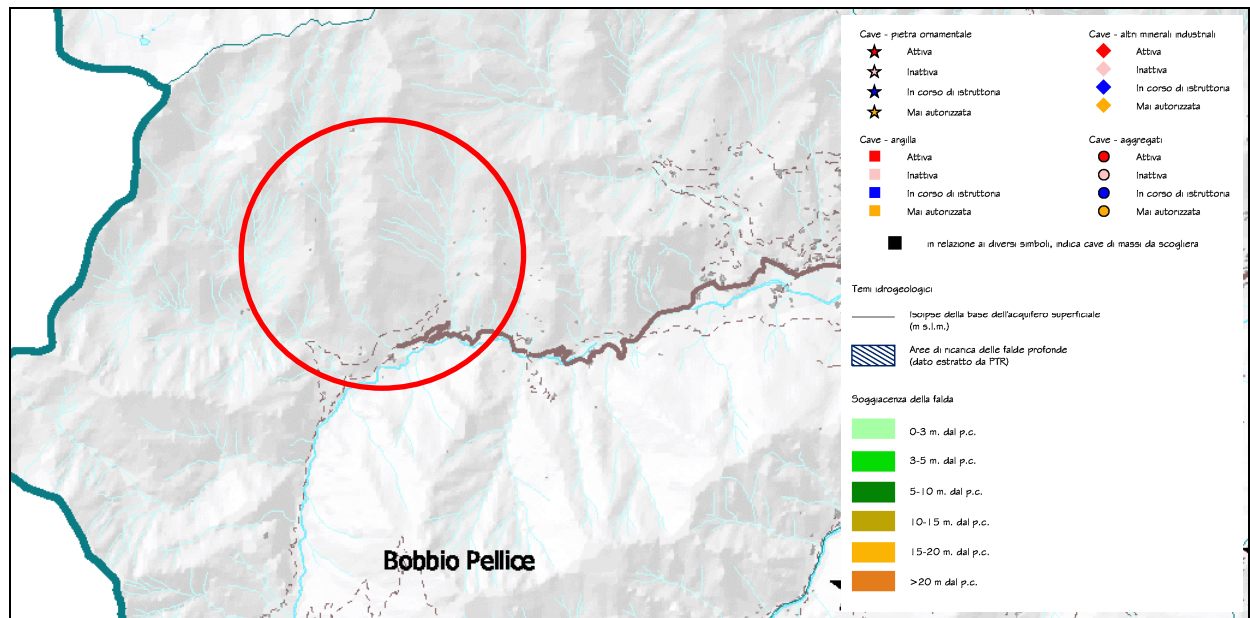 Cave - pietra ornamentale
Attiva
Inattiva
In corso di istruttoria
Mai autorizzata
Cave - altri minerali industriali
Attiva
Inattiva
In corso di istruttoria
Mai autorizzata
Cave - argilla
Attiva
Inattiva
In corso di istruttoria
Mai autorizzata
Cave - aggregati
Attiva
Inattiva
In corso di istruttoria
Mai autorizzata
in relazione ai diversi simboli, indica cave di massi da scogliera
Temi idrogeologici
Isoipse della base dell'acquifero superficiale
(m s.l.m.)
Aree di ricarica delle falde profonde
(dato estratto da PTR)
Soggiacenza della falda
0-3 m. dal p.c.
3-5 m. dal p.c.
5-10 m. dal p.c.
10-15 m. dal p.c.
15-20 m. dal p.c.
>20 m dal p.c.
Bobbio Pellice